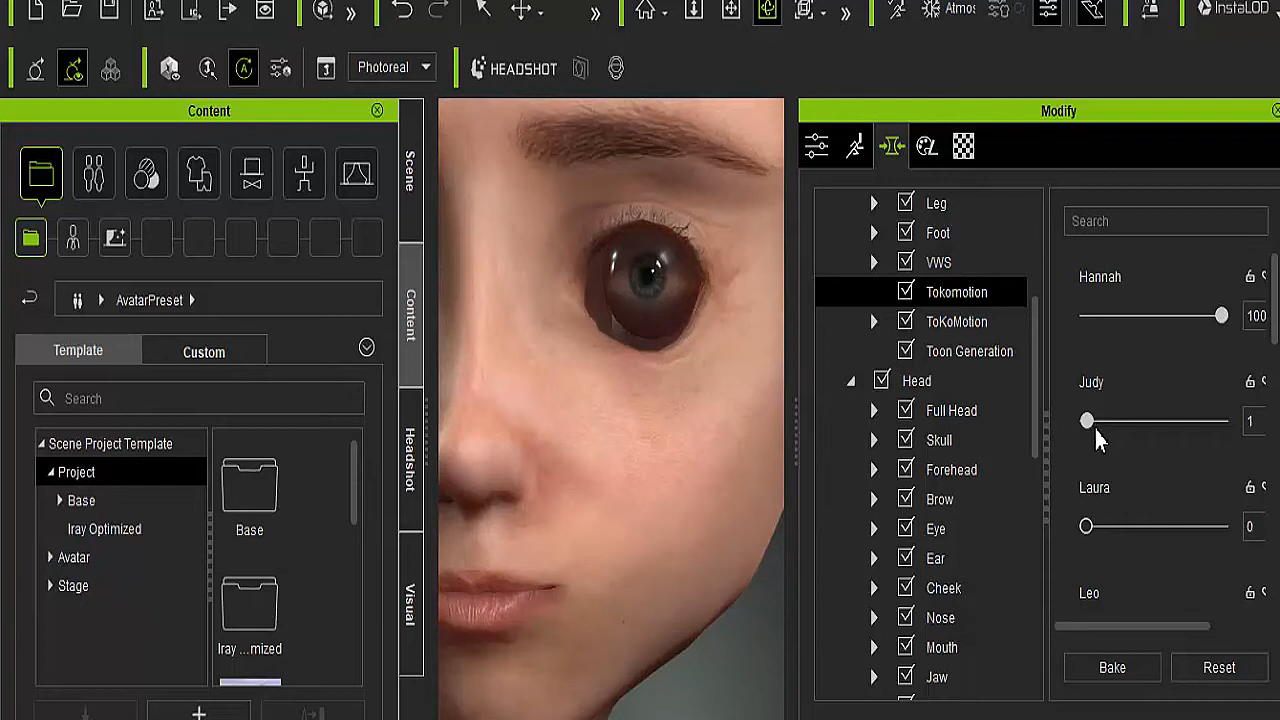 Atmos
InstaLOD
Photoreal
HEADSHOT
Content
Modify
Scene
Content
Headshot
Visual
AvatarPreset
Template
Custom
Search
Scene Project Template
Project
Base
Iray Optimized
Avatar
Stage
Base
Iray ...mized
Leg
Foot
VWS
Tokomotion
ToKoMotion
Toon Generation
Head
Full Head
Skull
Forehead
Brow
Eye
Ear
Cheek
Nose
Mouth
Jaw
Search
Hannah
100
Judy
1
Laura
0
Leo
Bake
Reset